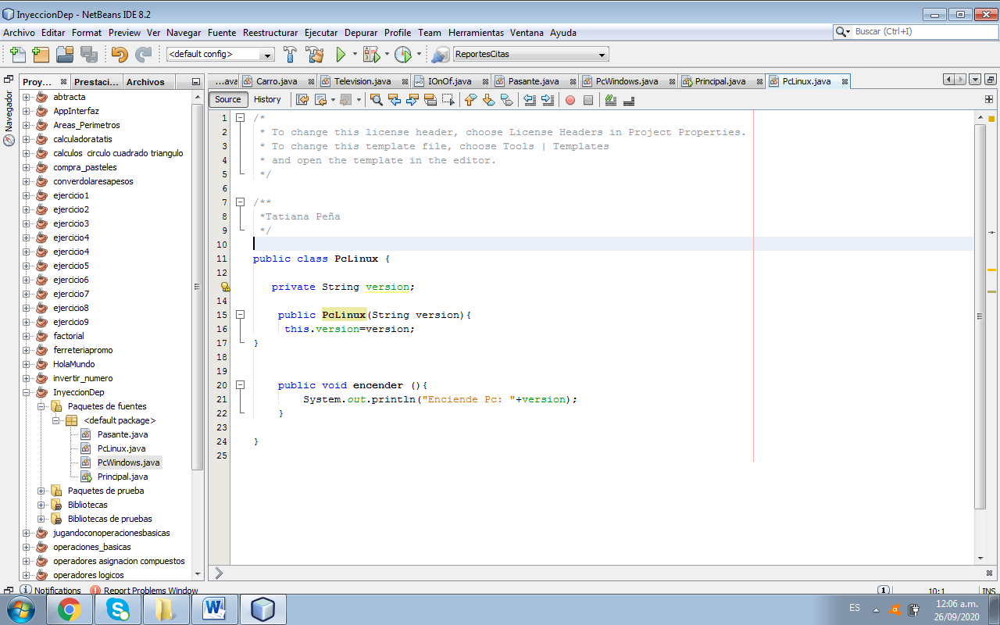 InyeccionDep - NetBeans IDE 8.2
Archivo Editar Format Preview Ver Navegar Fuente Reestructurar Ejecutar Depurar Profile Team Herramientas Ventana Ayuda
Buscar (Ctrl+I)
<default config>
ReportesCitas
Proy... Prestaci... Archivos
...ava Carro.java Television.java IOnOf.java Pasante.java PcWindows.java Principal.java PcLinux.java
Source History
Navegador
abtracta
AppInterfaz
Areas_Perimetros
calculadoratatis
calculos circulo cuadrado triangulo
compra_pasteles
converdolaresapesos
ejercicio1
ejercicio2
ejercicio3
ejercicio4
ejercicio4
ejercicio5
ejercicio6
ejercicio7
ejercicio8
ejercicio9
factorial
ferreteriapromo
HolaMundo
invertir_numero
InyeccionDep
Paquetes de fuentes
<default package>
Pasante.java
PcLinux.java
PcWindows.java
Principal.java
Paquetes de prueba
Bibliotecas
Bibliotecas de pruebas
jugandoconoperacionesbasicas
operaciones_basicas
operadores asignacion compuestos
operadores logicos
1 /*
2 * To change this license header, choose License Headers in Project Properties.
3 * To change this template file, choose Tools | Templates
4 * and open the template in the editor.
5 */
6
7 /**
8 *Tatiana Peña
9 */
10
11 public class PcLinux {
12
private String version;
14
15 public PcLinux(String version){
16 this.version=version;
17 }
18
19
20 public void encender (){
21 System.out.println("Enciende Pc: "+version);
22 }
23
24 }
25
Notifications Report Problems Window
1 10:1 INS
ES
12:06 a.m.
26/09/2020